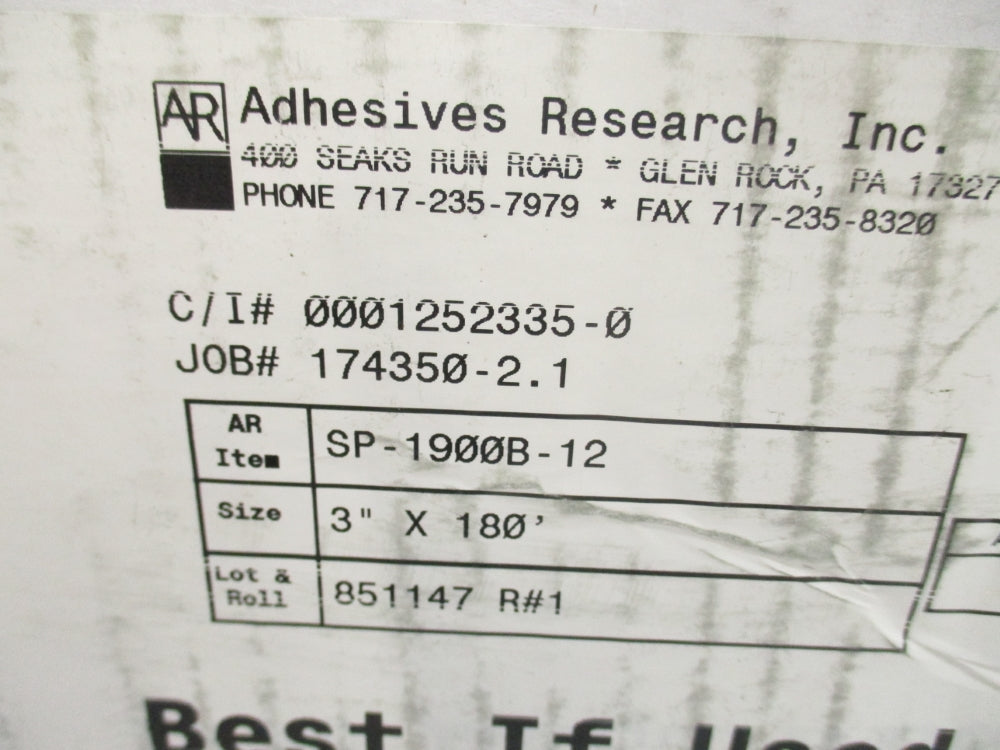 AR Adhesives Research, Inc.
400 SEAKS RUN ROAD * GLEN ROCK, PA 17327
PHONE 717-235-7979 * FAX 717-235-8320
C/I# 0001252335-0
JOB# 174350-2.1
AR Item SP-1900B-12
Size 3" X 180'
Lot & Roll 851147 R#1
Best If Used